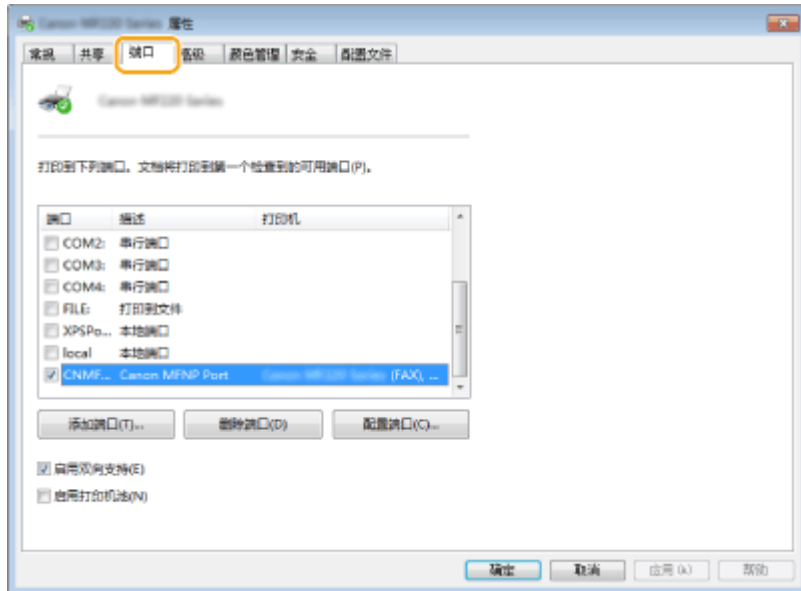 属性
常规 共享 端口 高级 颜色管理 安全 配置文件
打印到下列端口。文档将打印到第一个检查到的可用端口(P)。
端口 描述 打印机
COM2: 串行端口
COM3: 串行端口
COM4: 串行端口
FILE: 打印到文件
XPSPo... 本地端口
local 本地端口
CNMF... Canon MFNP Port (FAX), ...
添加端口(T)... 删除端口(D) 配置端口(C)...
启用双向支持(E)
启用打印机池(N)
确定 取消 应用(A) 帮助